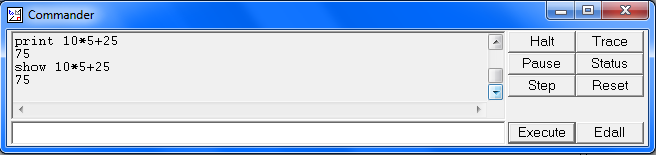 Commander
print 10*5+25
75
show 10*5+25
75
Halt Trace
Pause Status
Step Reset
Execute Edall